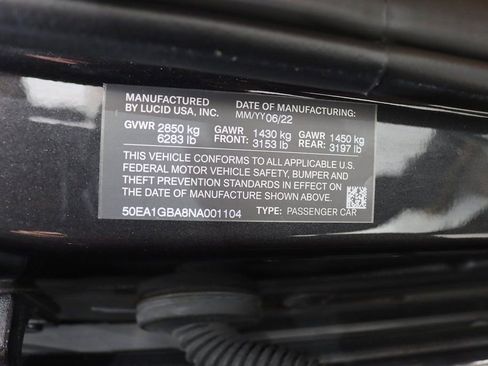 MANUFACTURED BY LUCID USA, INC.
DATE OF MANUFACTURING: MM/YY 06/22
GVWR 2850 kg 6283 lb
GAWR FRONT: 1430 kg 3153 lb
GAWR REAR: 1450 kg 3197 lb
THIS VEHICLE CONFORMS TO ALL APPLICABLE U.S.
FEDERAL MOTOR VEHICLE SAFETY, BUMPER AND
THEFT PREVENTION STANDARDS IN EFFECT ON
THE DATE OF MANUFACTURE SHOWN ABOVE.
50EA1GBA8NA001104 TYPE: PASSENGER CAR